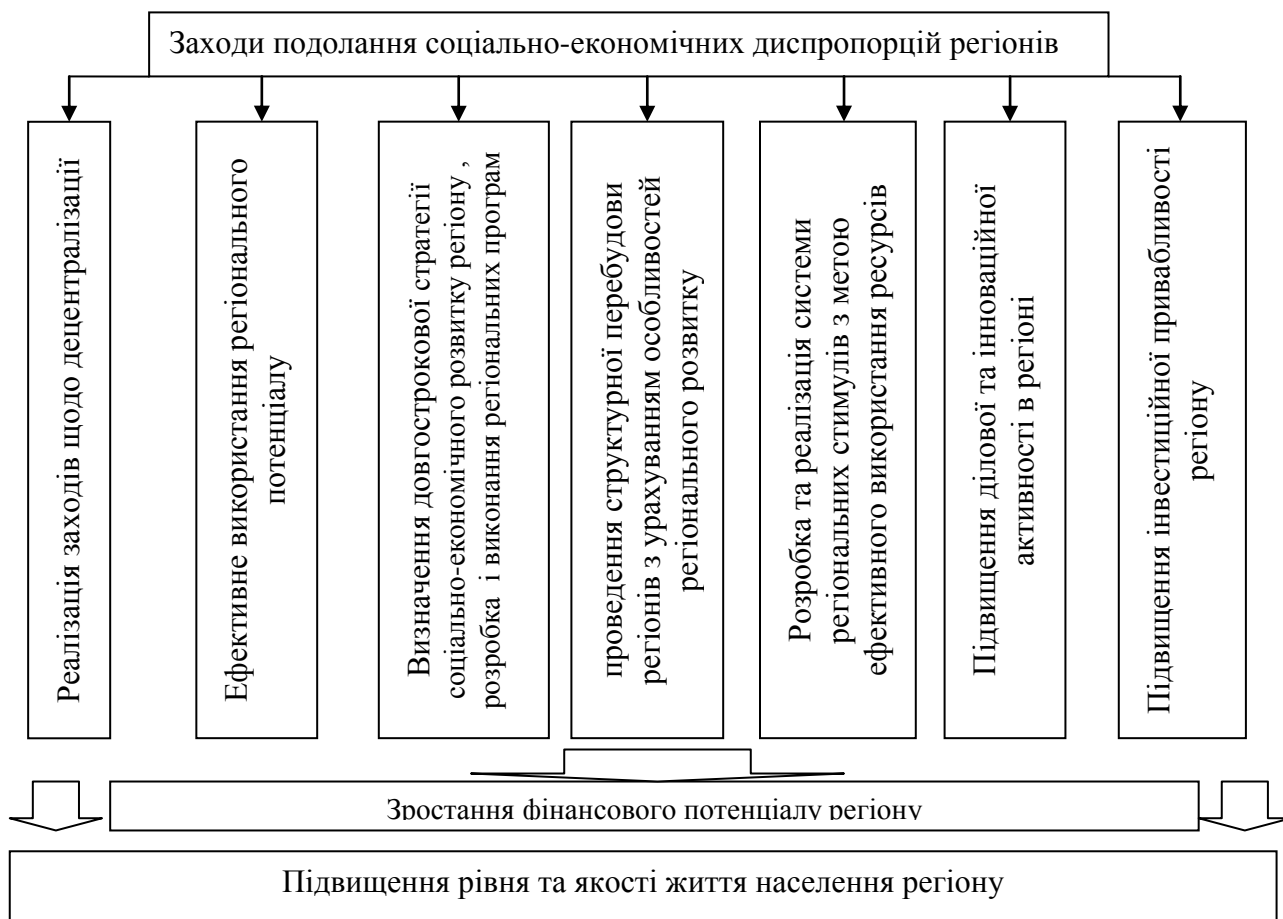 Заходи подолання соціально-економічних диспропорцій регіонів
Реалізація заходів щодо децентралізації
Ефективне використання регіонального
потенціалу
Визначення довгострокової стратегії
соціально-економічного розвитку регіону ,
розробка і виконання регіональних програм
проведення структурної перебудови
регіонів з урахуванням особливостей
регіонального розвитку
Розробка та реалізація системи
регіональних стимулів з метою
ефективного використання ресурсів
Підвищення ділової та інноваційної
активності в регіоні
Підвищення інвестиційної привабливості
регіону
Зростання фінансового потенціалу регіону
Підвищення рівня та якості життя населення регіону